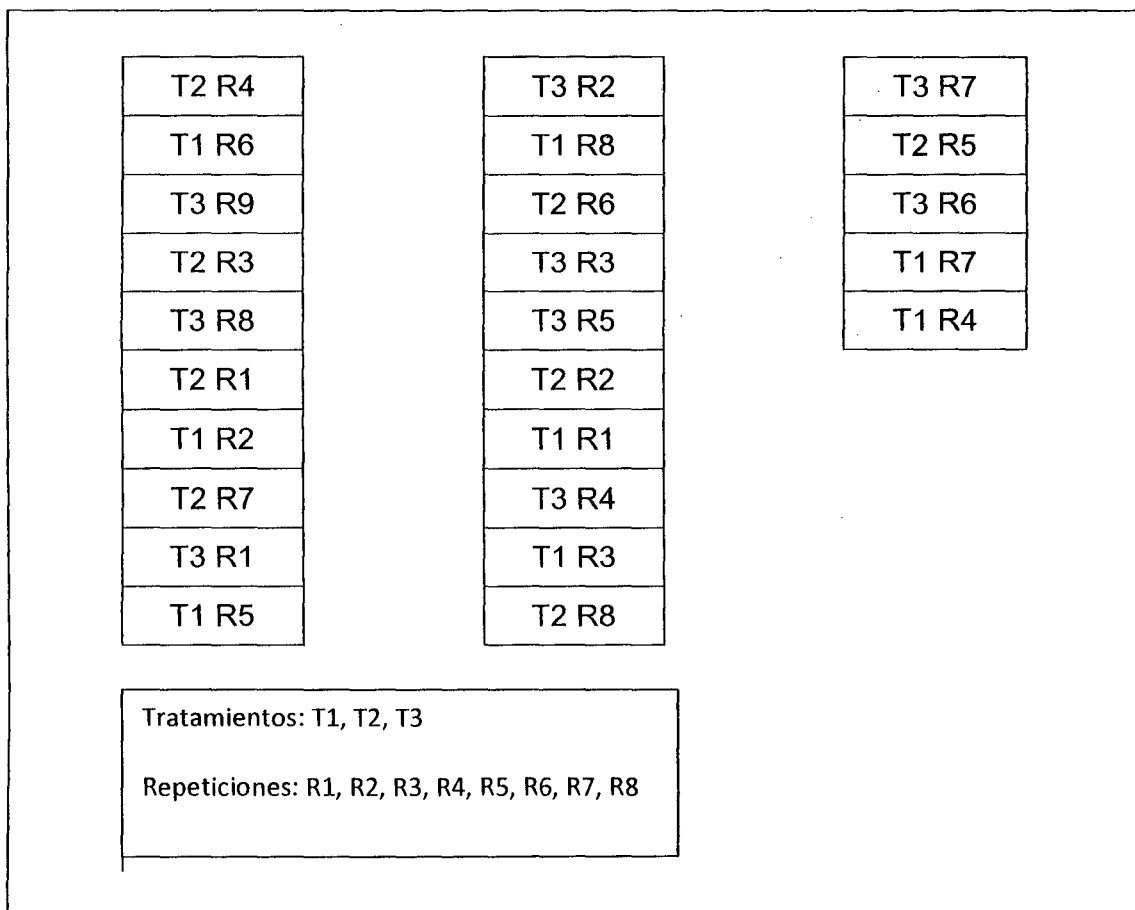 T2 R4
T1 R6
T3 R9
T2 R3
T3 R8
T2 R1
T1 R2
T2 R7
T3 R1
T1 R5
T3 R2
T1 R8
T2 R6
T3 R3
T3 R5
T2 R2
T1 R1
T3 R4
T1 R3
T2 R8
T3 R7
T2 R5
T3 R6
T1 R7
T1 R4
Tratamientos: T1, T2, T3
Repeticiones: R1, R2, R3, R4, R5, R6, R7, R8